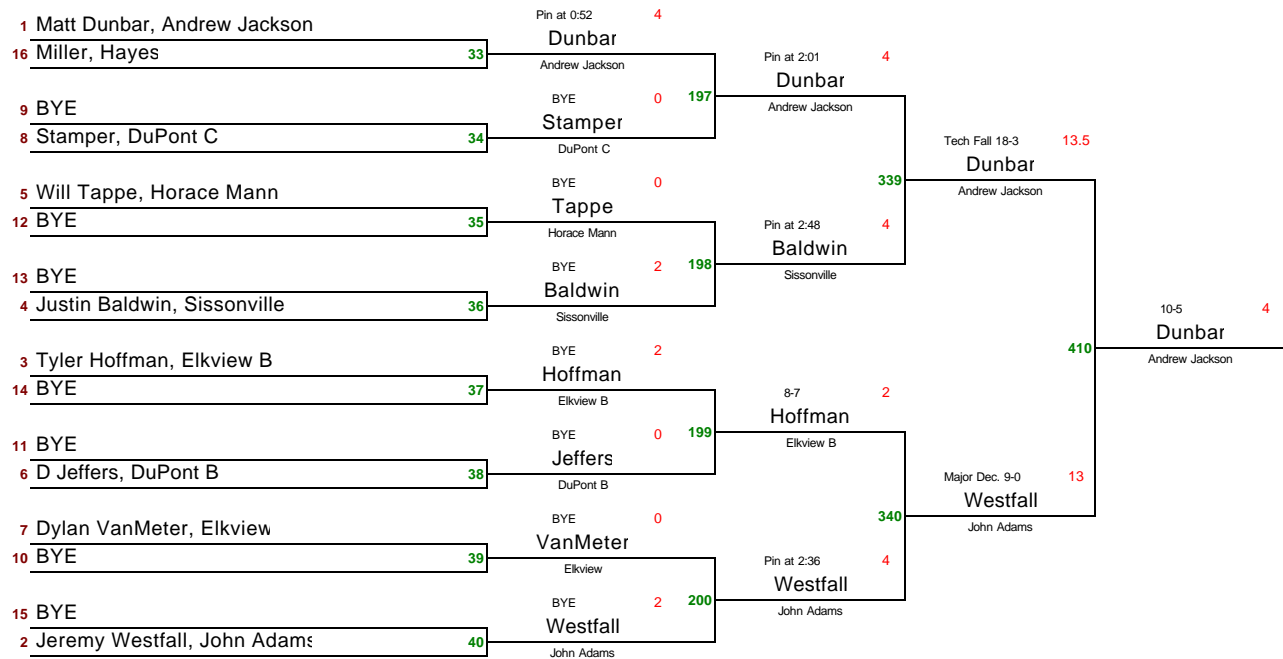 1 Matt Dunbar, Andrew Jackson
16 Miller, Hayes
33
9 BYE
8 Stamper, DuPont C
34
5 Will Tappe, Horace Mann
12 BYE
35
13 BYE
4 Justin Baldwin, Sissonville
36
3 Tyler Hoffman, Elkview B
14 BYE
37
11 BYE
6 D Jeffers, DuPont B
38
7 Dylan VanMeter, Elkview
10 BYE
39
15 BYE
2 Jeremy Westfall, John Adams
40
Pin at 0:52 4
Dunbar
Andrew Jackson
BYE 0
Stamper
DuPont C
197
BYE 0
Tappe
Horace Mann
BYE 2
Baldwin
Sissonville
198
BYE 2
Hoffman
Elkview B
BYE 0
Jeffers
DuPont B
199
BYE 0
VanMeter
Elkview
BYE 2
Westfall
John Adams
200
Pin at 2:01 4
Dunbar
Andrew Jackson
339
Pin at 2:48 4
Baldwin
Sissonville
8-7 2
Hoffman
Elkview B
340
Pin at 2:36 4
Westfall
John Adams
Tech Fall 18-3 13.5
Dunbar
Andrew Jackson
Major Dec. 9-0 13
Westfall
John Adams
410
10-5 4
Dunbar
Andrew Jackson